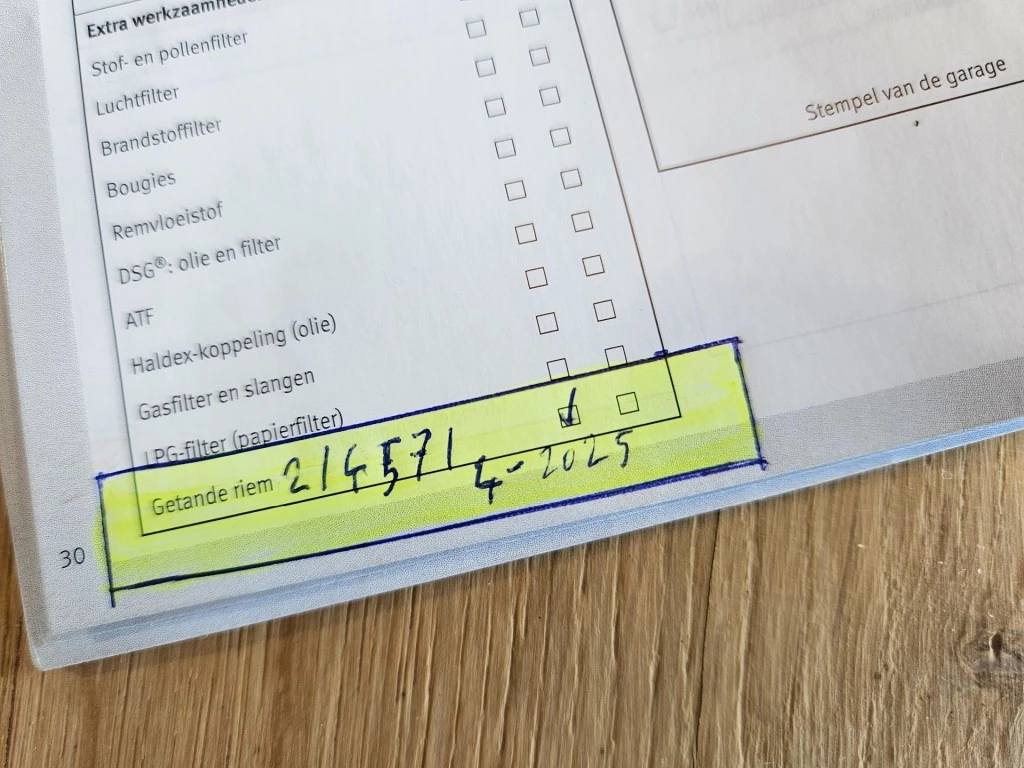 Extra werkzaamhede
Stof- en pollenfilter
Luchtfilter
Brandstoffilter
Bougies
Remvloeistof
DSG®: olie en filter
ATF
Haldex-koppeling (olie)
Gasfilter en slangen
LPG-filter (papierfilter)
Getande riem 214571 4-2025
30
Stempel van de garage